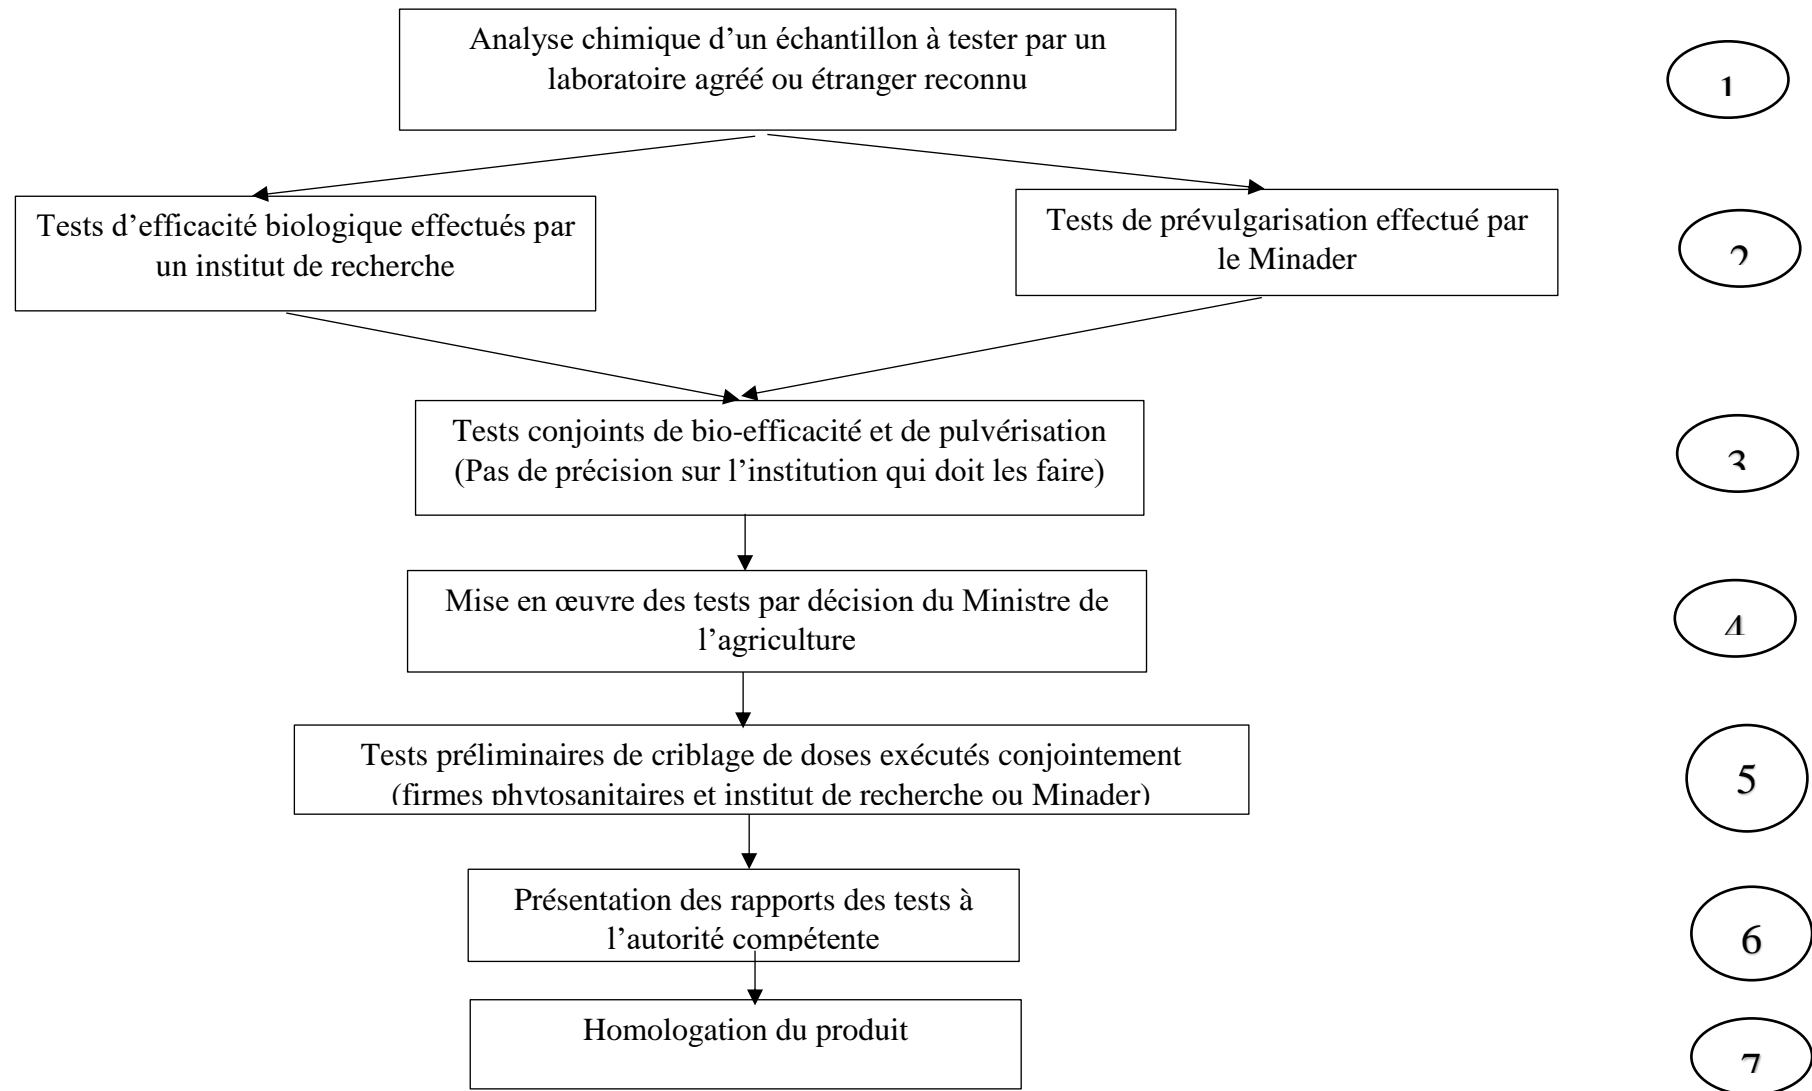 Analyse chimique d’un échantillon à tester par un
laboratoire agréé ou étranger reconnu
1
Tests d’efficacité biologique effectués par
un institut de recherche
Tests de prévulgarisation effectué par
le Minader
2
Tests conjoints de bio-efficacité et de pulvérisation
(Pas de précision sur l’institution qui doit les faire)
3
Mise en œuvre des tests par décision du Ministre de
l’agriculture
4
Tests préliminaires de criblage de doses exécutés conjointement
(firmes phytosanitaires et institut de recherche ou Minader)
5
Présentation des rapports des tests à
l’autorité compétente
6
Homologation du produit
7